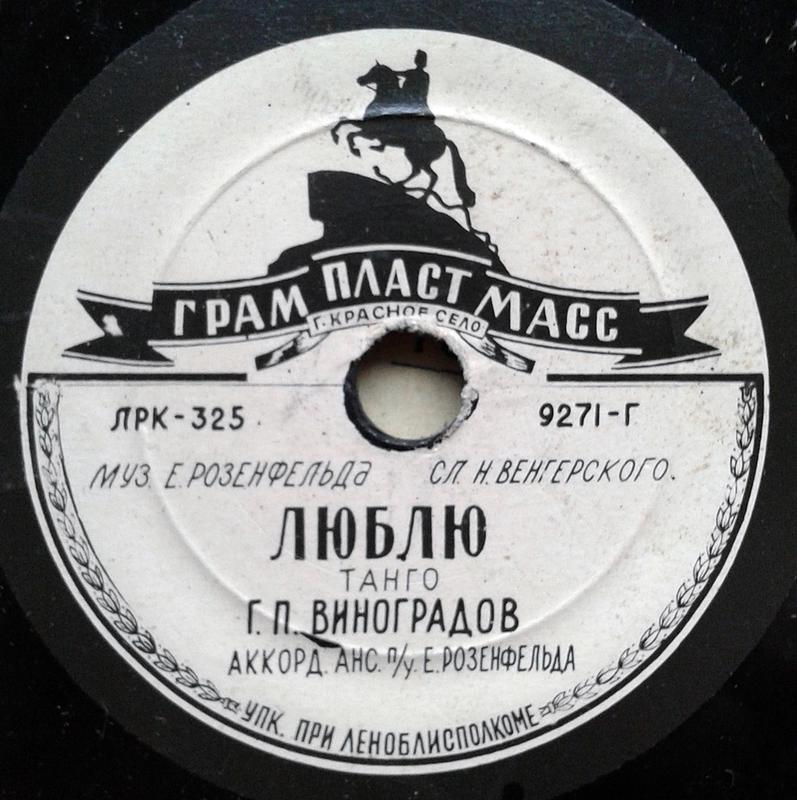 ГРАМ ПЛАСТ МАСС
Г. КРАСНОЕ СЕЛО
ЛРК-325 9271-Г
МУЗ. Е. РОЗЕНФЕЛЬДА СЛ. Н. ВЕНГЕРСКОГО.
ЛЮБЛЮ
ТАНГО
Г. П. ВИНОГРАДОВ
АККОРД. АНС. П/У. Е. РОЗЕНФЕЛЬДА
УПК. ПРИ ЛЕНОБЛИСПОЛКОМЕ